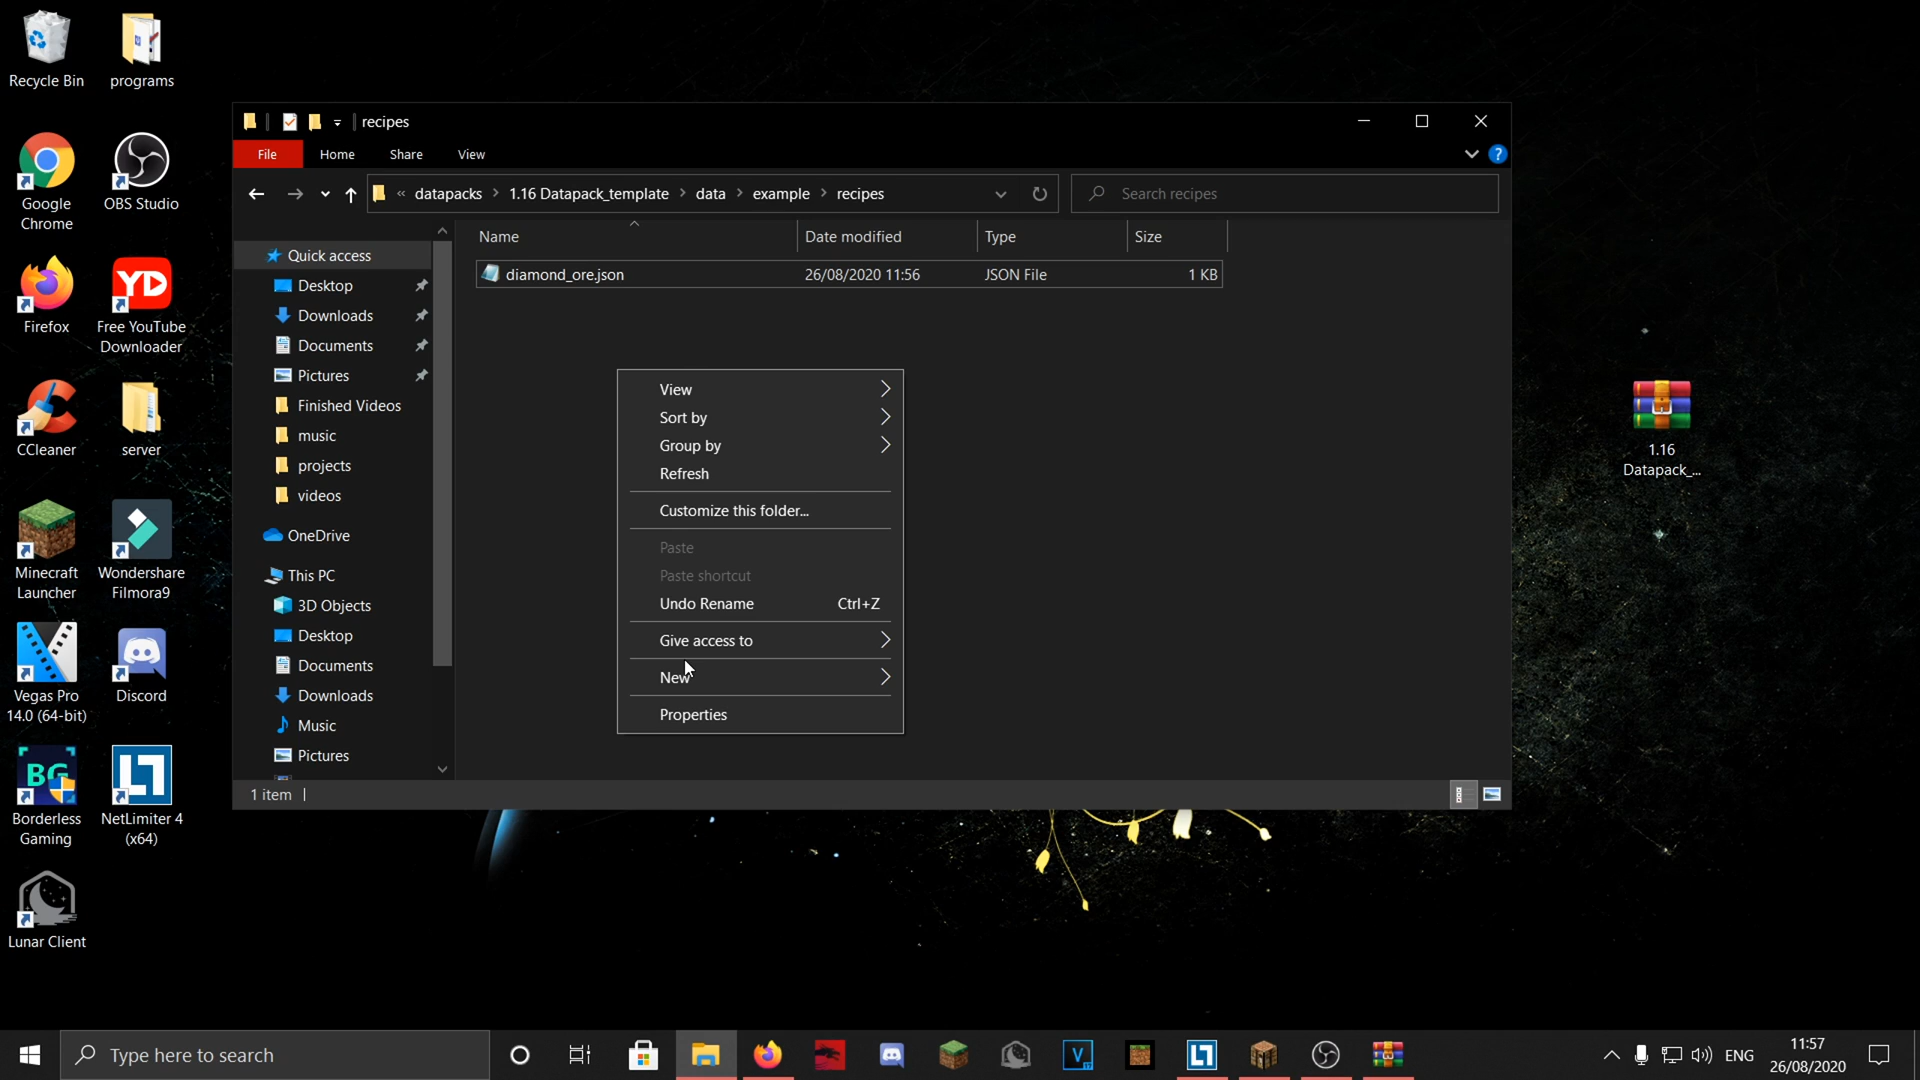 Recycle Bin
programs
Google
Chrome
OBS Studio
Firefox
YD
Free YouTube
Downloader
CCleaner
server
Minecraft
Launcher
Wondershare
Filmora9
Vegas Pro
14.0 (64-bit)
Discord
BG
Borderless
Gaming
NetLimiter 4
(x64)
Lunar Client
recipes
File
Home
Share
View
?
« datapacks > 1.16 Datapack_template > data > example > recipes
Search recipes
Quick access
Desktop
Downloads
Documents
Pictures
Finished Videos
music
projects
videos
OneDrive
This PC
3D Objects
Desktop
Documents
Downloads
Music
Pictures
Name
Date modified
Type
Size
diamond_ore.json
26/08/2020 11:56
JSON File
1 KB
View
Sort by
Group by
Refresh
Customize this folder...
Paste
Paste shortcut
Undo Rename Ctrl+Z
Give access to
New
Properties
1 item
1.16
Datapack_...
Type here to search
V
ENG
11:57
26/08/2020